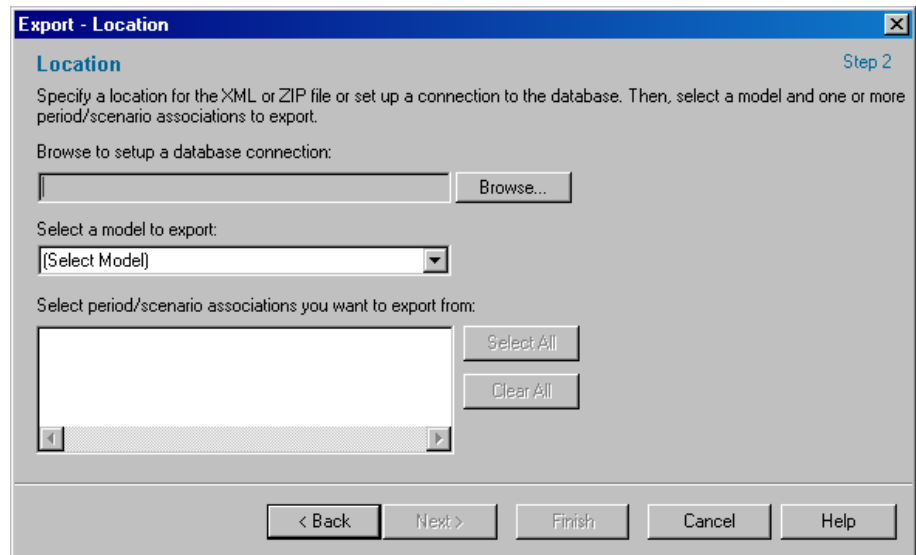 Export - Location
Location
Step 2
Specify a location for the XML or ZIP file or set up a connection to the database. Then, select a model and one or more
period/scenario associations to export.
Browse to setup a database connection:
Browse...
Select a model to export:
(Select Model)
Select period/scenario associations you want to export from:
Select All
Clear All
< Back
Next >
Finish
Cancel
Help